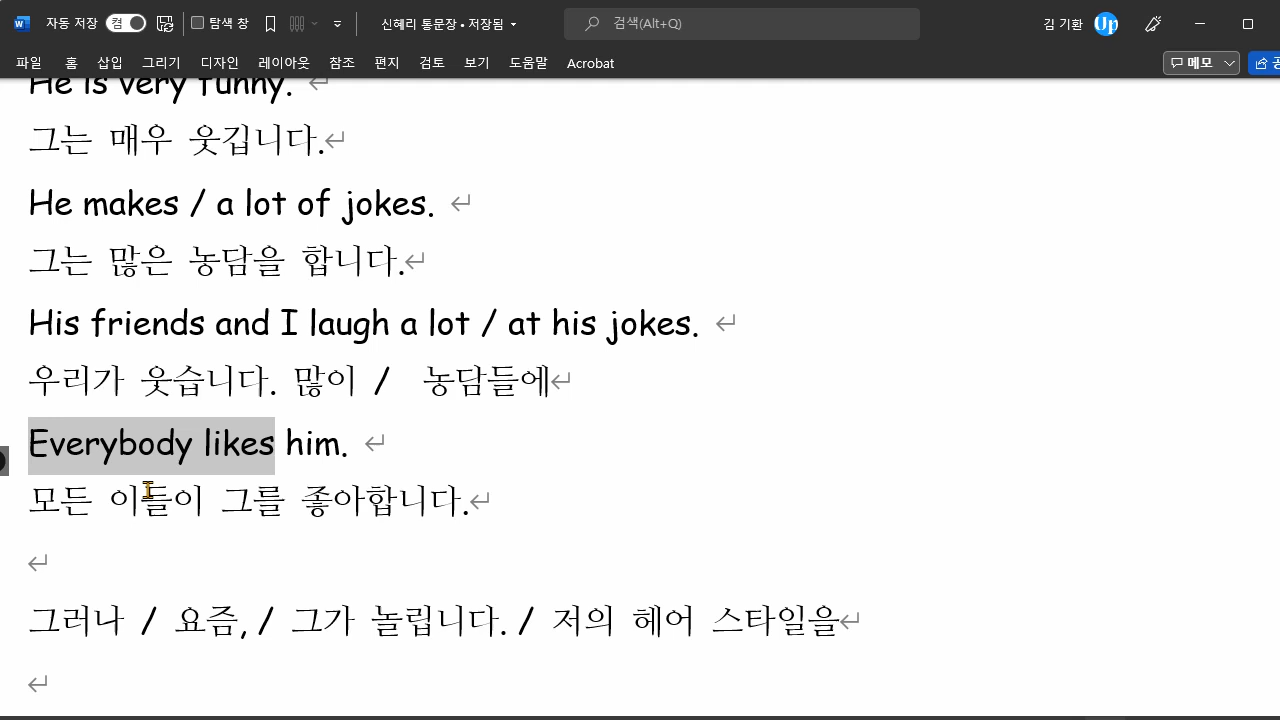 자동 저장 컴 탐색 창 신혜리 통문장 • 저장됨 검색(Alt+Q) 김 기환 Up
파일 홈 삽입 그리기 디자인 레이아웃 참조 편지 검토 보기 도움말 Acrobat 메모
He is very funny.
그는 매우 웃깁니다.
He makes / a lot of jokes.
그는 많은 농담을 합니다.
His friends and I laugh a lot / at his jokes.
우리가 웃습니다. 많이 / 농담들에
Everybody likes him.
모든 이들이 그를 좋아합니다.
그러나 / 요즘, / 그가 놀립니다. / 저의 헤어 스타일을